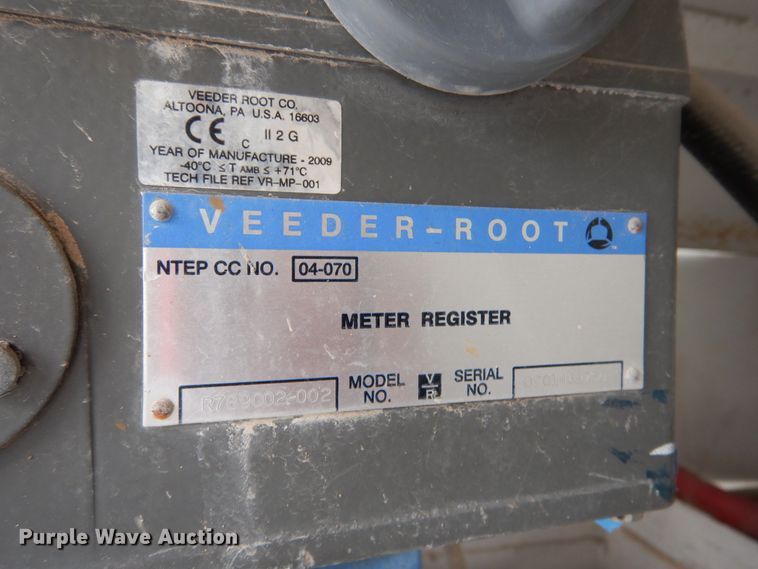 VEEDER ROOT CO.
ALTOONA, PA U.S.A. 16603
CE C II 2 G
YEAR OF MANUFACTURE - 2009
-40°C ≤ T AMB ≤ +71°C
TECH FILE REF VR-MP-001
VEEDER-ROOT
NTEP CC NO. 04-070
METER REGISTER
MODEL NO.
V R
SERIAL NO.
Purple Wave Auction